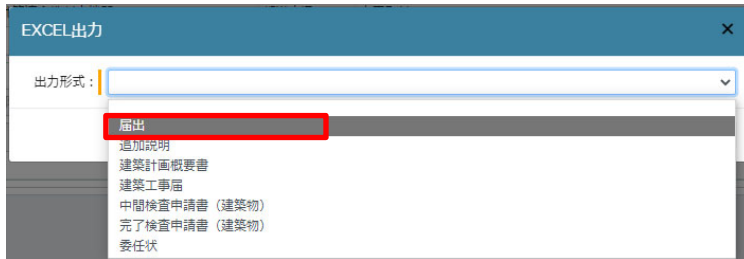 EXCEL出力
×
出力形式：
届出
追加説明
建築計画概要書
建築工事届
中間検査申請書（建築物）
完了検査申請書（建築物）
委任状